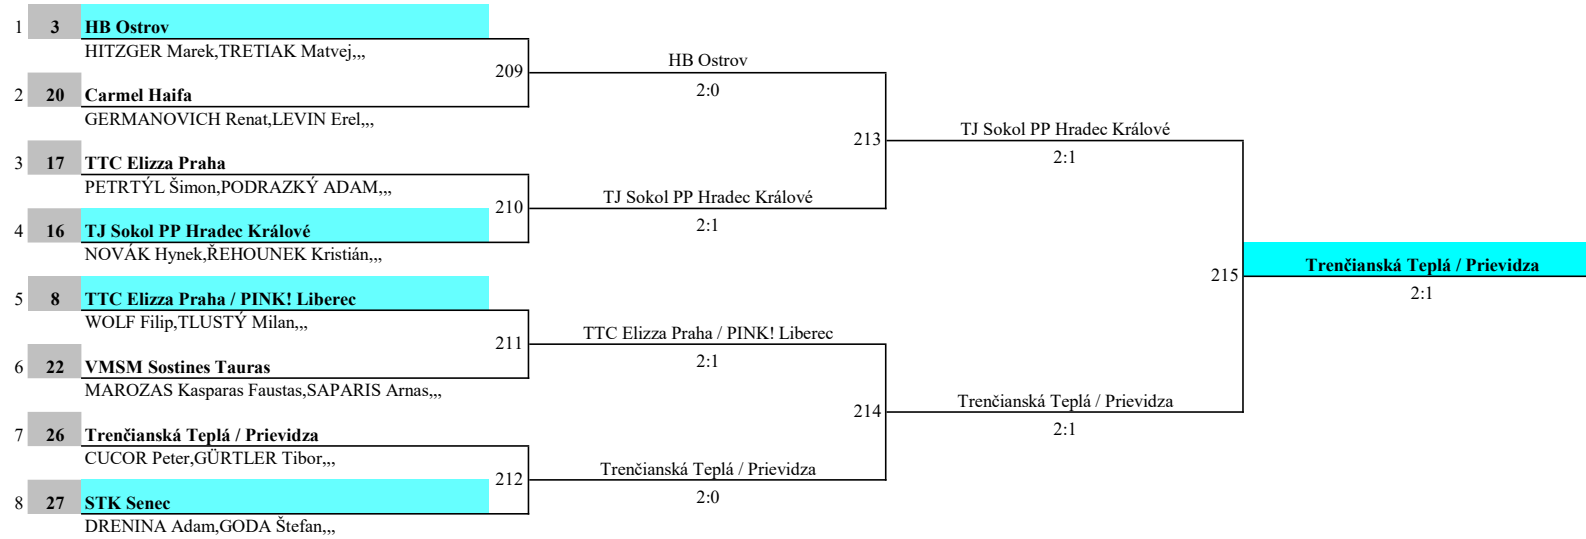 1 3 HB Ostrov
HITZGER Marek,TRETIAK Matvej,,,
209
HB Ostrov
2:0
2 20 Carmel Haifa
GERMANOVICH Renat,LEVIN Erel,,,
213
TJ Sokol PP Hradec Králové
2:1
3 17 TTC Elizza Praha
PETRTÝL Šimon,PODRAZKÝ ADAM,,,
210
TJ Sokol PP Hradec Králové
2:1
4 16 TJ Sokol PP Hradec Králové
NOVÁK Hynek,ŘEHOUNEK Kristián,,,
215
Trenčianská Teplá / Prievidza
2:1
5 8 TTC Elizza Praha / PINK! Liberec
WOLF Filip,TLUSTÝ Milan,,,
211
TTC Elizza Praha / PINK! Liberec
2:1
6 22 VMSM Sostines Tauras
MAROZAS Kasparas Faustas,SAPARIS Arnas,,,
214
Trenčianská Teplá / Prievidza
2:1
7 26 Trenčianská Teplá / Prievidza
CUCOR Peter,GÜRTLER Tibor,,,
212
Trenčianská Teplá / Prievidza
2:0
8 27 STK Senec
DRENINA Adam,GODA Štefan,,,